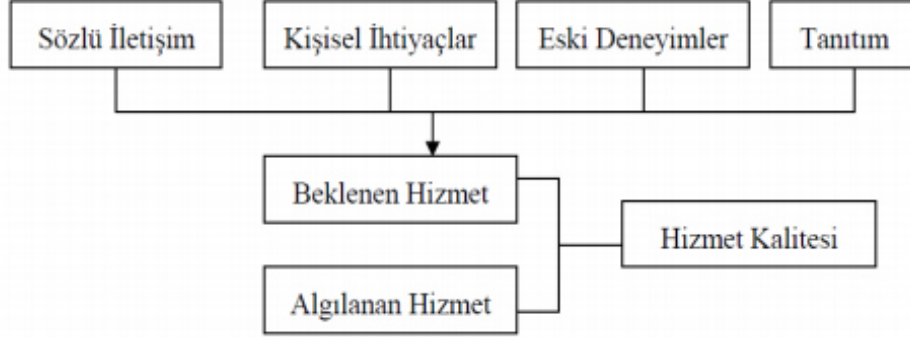 Sözlü İletişim
Kişisel İhtiyaçlar
Eski Deneyimler
Tanıtım
Beklenen Hizmet
Hizmet Kalitesi
Algılanan Hizmet